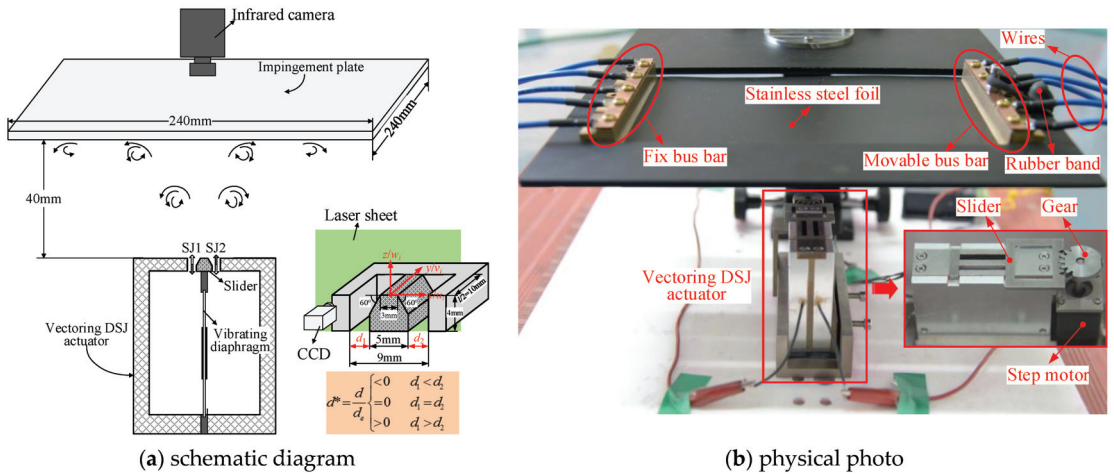 Infrared camera
Impingement plate
240mm
240mm
40mm
SJ1 SJ2
Slider
Vectoring DSJ
actuator
Vibrating
diaphragm
Laser sheet
z/w_i
y/v_i
60°
60°
3mm
l/2=10mm
4mm
CCD
d₁
5mm
d₂
9mm
d*=d/dₑ {<0 d₁<d₂
=0 d₁=d₂
>0 d₁>d₂
(a) schematic diagram
Wires
Stainless steel foil
Fix bus bar
Movable bus bar
Rubber band
Slider
Gear
Vectoring DSJ
actuator
Step motor
(b) physical photo